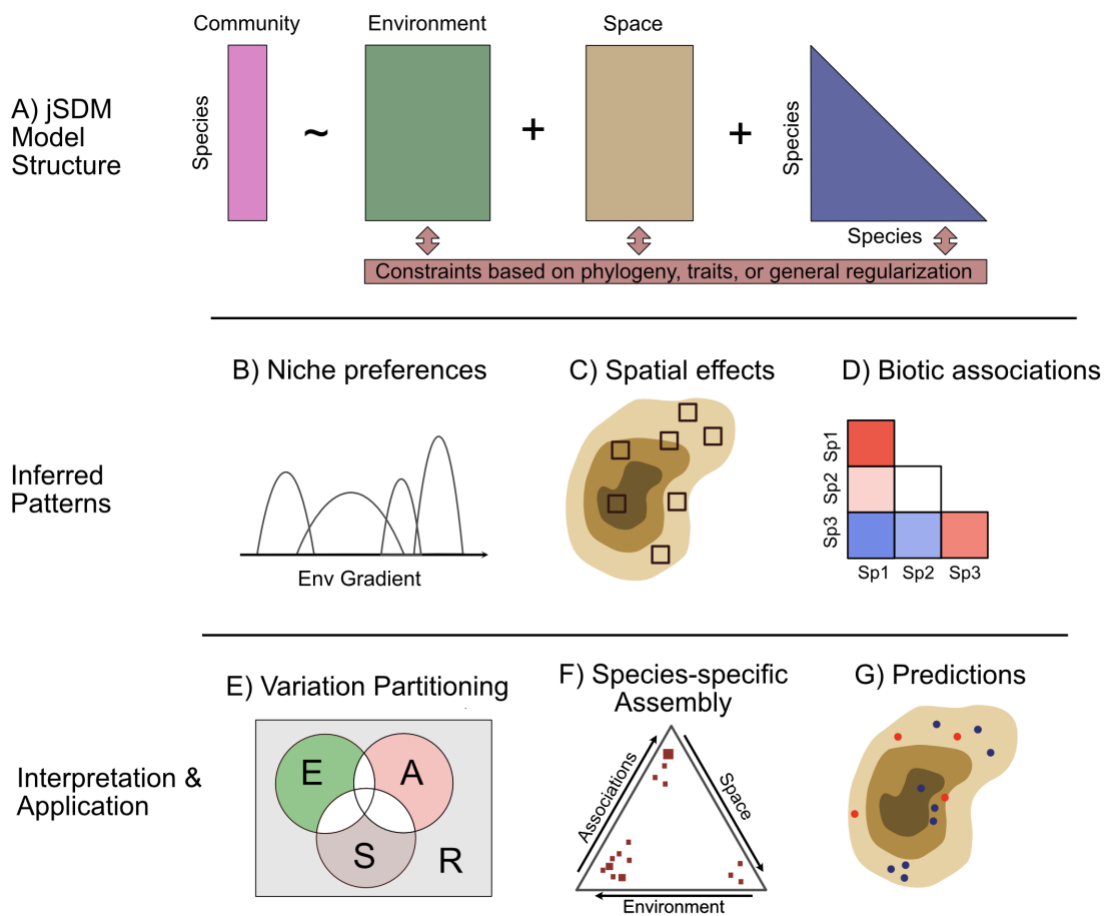 Community
Environment
Space
A) jSDM
Model
Structure
Species
~
+
+
Species
Species
Constraints based on phylogeny, traits, or general regularization
B) Niche preferences
C) Spatial effects
D) Biotic associations
Inferred
Patterns
Env Gradient
Sp1
Sp2
Sp3
Sp1 Sp2 Sp3
E) Variation Partitioning
F) Species-specific
Assembly
G) Predictions
Interpretation &
Application
E
A
S
R
Associations
Space
Environment